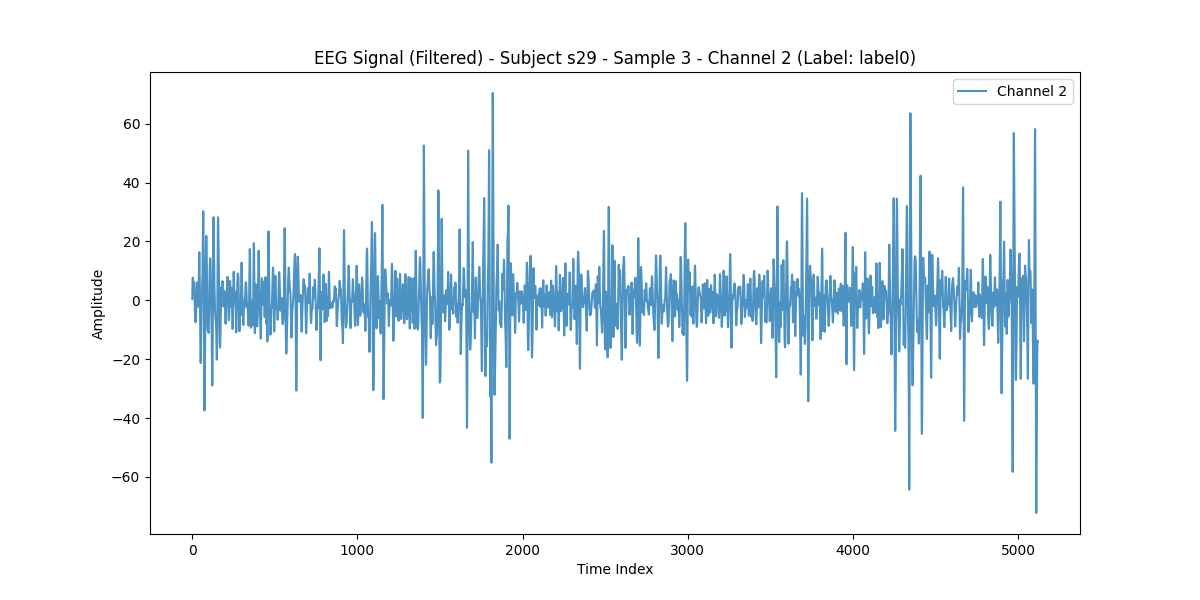 EEG Signal (Filtered) - Subject s29 - Sample 3 - Channel 2 (Label: label0)
Channel 2
Amplitude
60
40
20
0
−20
−40
−60
0 1000 2000 3000 4000 5000
Time Index